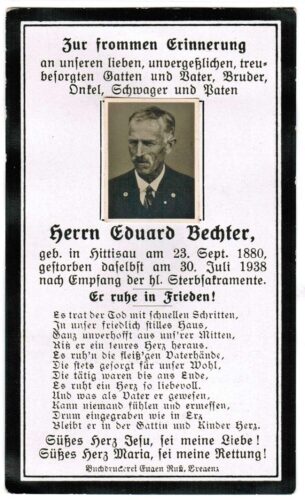 Zur frommen Erinnerung
an unseren lieben, unvergeßlichen, treu-
besorgten Gatten und Vater, Bruder,
Onkel, Schwager und Paten
Herrn Eduard Bechter,
geb. in Hittisau am 23. Sept. 1880,
gestorben daselbst am 30. Juli 1938
nach Empfang der hl. Sterbsakramente.
Er ruhe in Frieden!
Es trat der Tod mit schnellen Schritten,
In unser friedlich stilles Haus,
Ganz unverhofft aus uns'rer Mitten,
Riß er ein teures Herz heraus.
Es ruh'n die fleiß'gen Vaterhände,
Die stets gesorgt für unser Wohl,
Die tätig waren bis ans Ende,
Es ruht ein Herz so liebevoll.
Und was als Vater er gewesen,
Kann niemand fühlen und ermessen,
Drum eingegraben wie in Erz
Bleibt er in der Gattin und Kinder Herz.
Süßes Herz Jesu, sei meine Liebe!
Süßes Herz Maria, sei meine Rettung!
Buchdruckerei Eugen Ruß, Bregenz